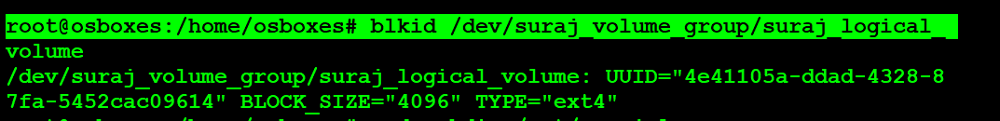 root@osboxes:/home/osboxes# blkid /dev/suraj_volume_group/suraj_logical_
volume
/dev/suraj_volume_group/suraj_logical_volume: UUID="4e41105a-ddad-4328-8
7fa-5452cac09614" BLOCK_SIZE="4096" TYPE="ext4"